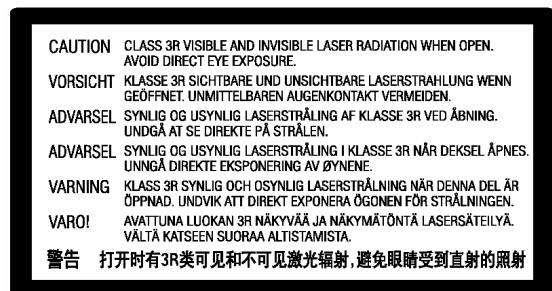 CAUTION CLASS 3R VISIBLE AND INVISIBLE LASER RADIATION WHEN OPEN.
AVOID DIRECT EYE EXPOSURE.
VORSICHT KLASSE 3R SICHTBARE UND UNSICHTBARE LASERSTRAHLUNG WENN
GEÖFFNET. UNMITTELBAREN AUGENKONTAKT VERMEIDEN.
ADVARSEL SYNLIG OG USYNLIG LASERSTRÅLING AF KLASSE 3R VED ÅBNING.
UNDGÅ AT SE DIREKTE PÅ STRÅLEN.
ADVARSEL SYNLIG OG USYNLIG LASERSTRÅLING I KLASSE 3R NÅR DEKSEL ÅPNES.
UNNGÅ DIREKTE EKSPONERING AV ØYNENE.
VARNING KLASS 3R SYNLIG OCH OSYNLIG LASERSTRÅLNING NÄR DENNA DEL ÄR
ÖPPNAD. UNDVIK ATT DIREKT EXPONERA ÖGONEN FÖR STRÅLNINGEN.
VARO! AVATTUNA LUOKAN 3R NÄKYVÄÄ JA NÄKYMÄTÖNTÄ LASERSÄTEILYÄ.
VÄLTÄ KATSEEN SUORAA ALTISTAMISTA.
警告 打开时有3R类可见和不可见激光辐射,避免眼睛受到直射的照射